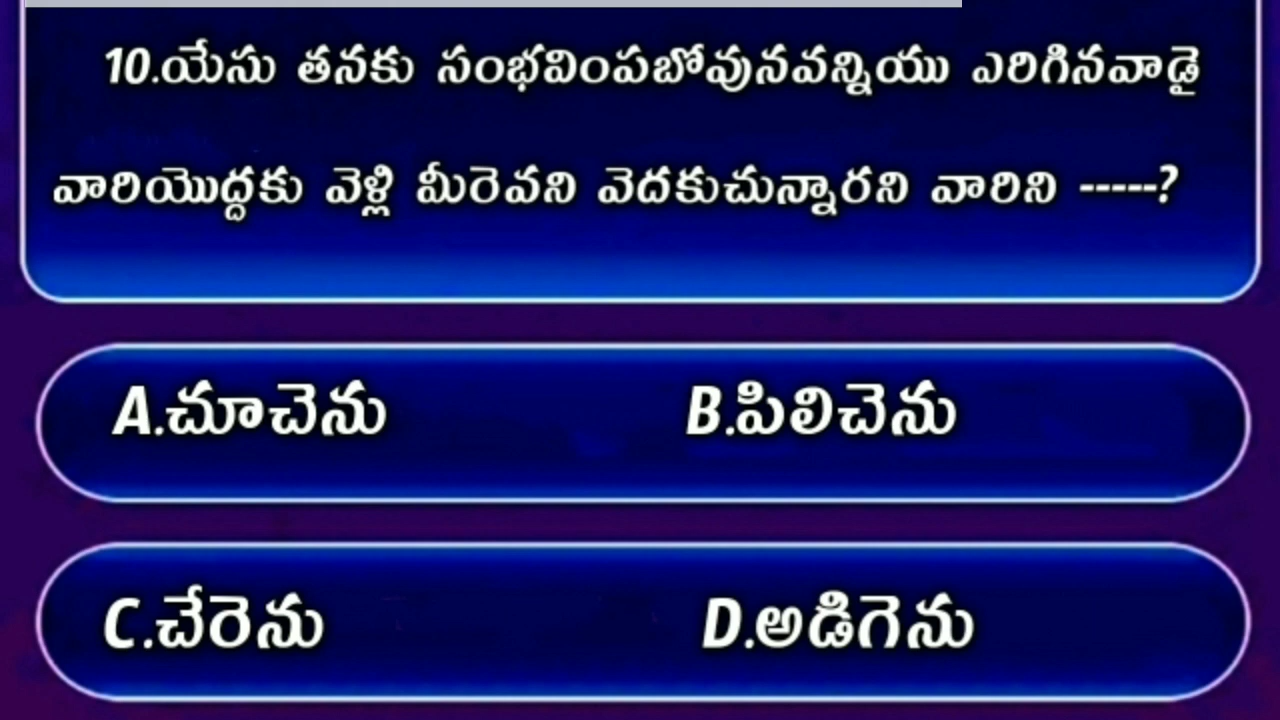 10.యేసు తనకు సంభవింపబోవునవన్నియు ఎరిగినవాడై
వారియొద్దకు వెళ్లి మీరెవని వెదకుచున్నారని వారిని -----?
A.చూచెను B.పిలిచెను
C.చేరెను D.అడిగెను